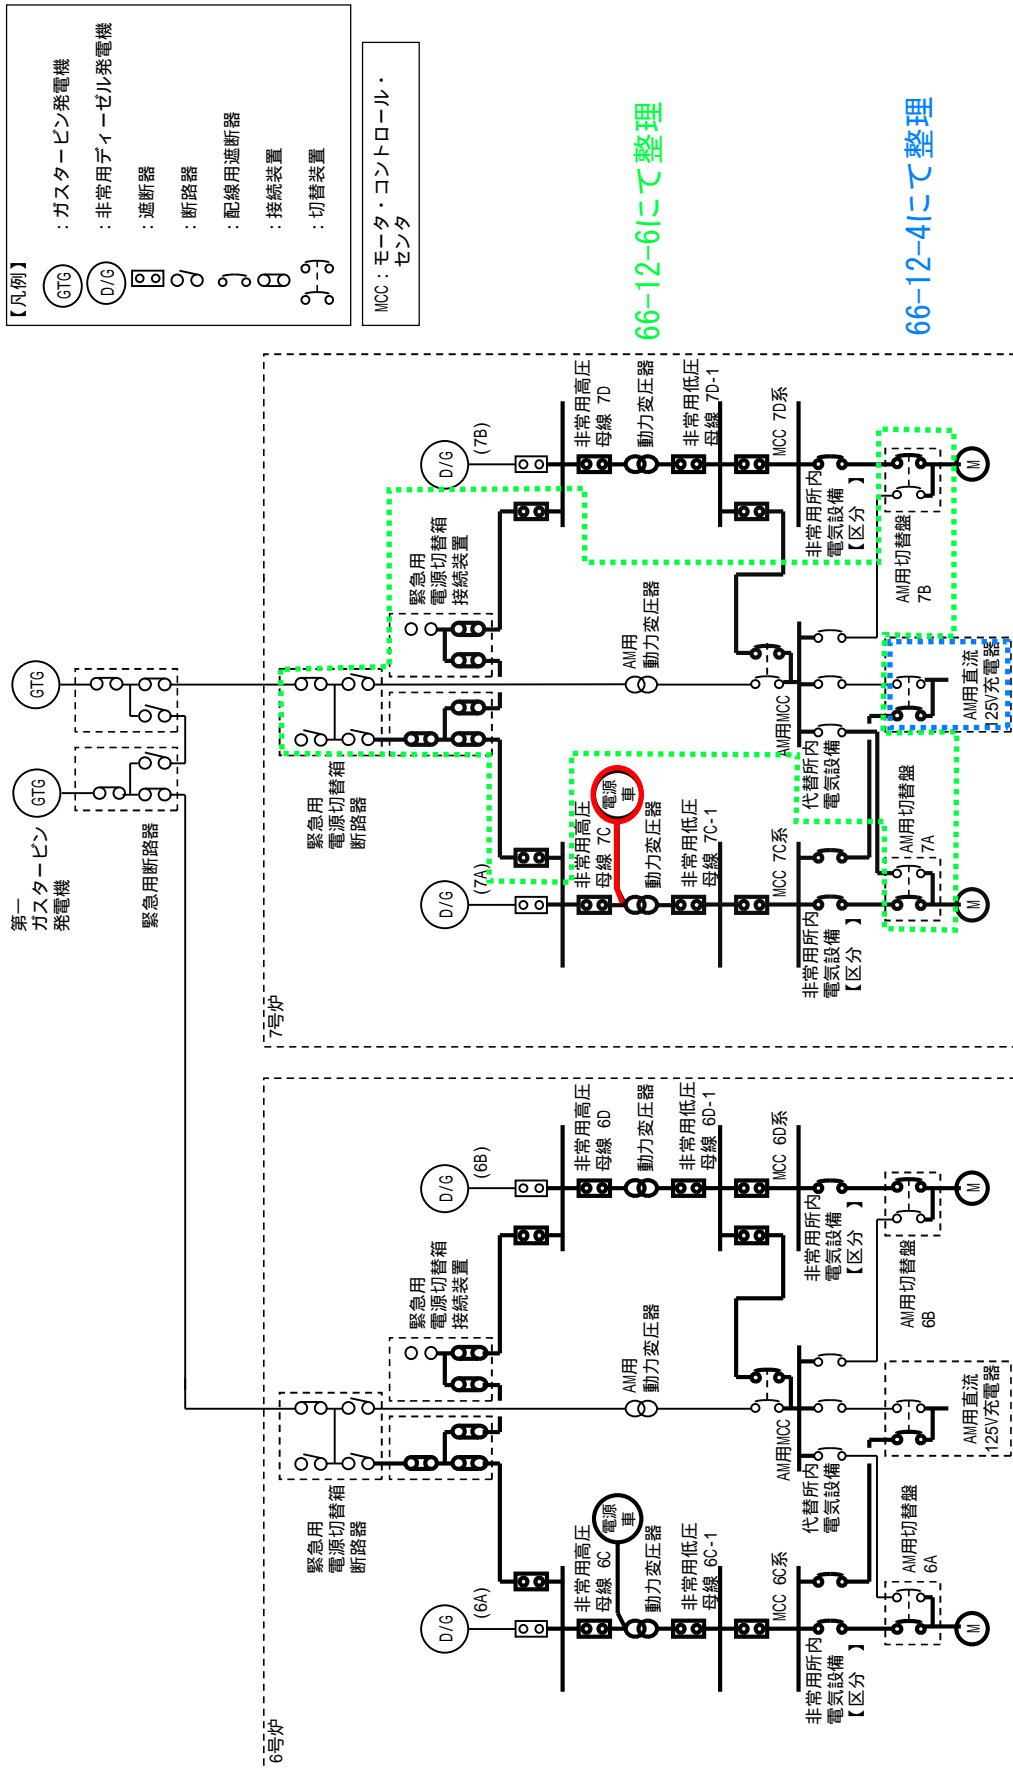 【凡例】
GTG
：ガスタービン発電機
D/G
：非常用ディーゼル発電機
：遮断器
：断路器
：配線用遮断器
：接続装置
：切替装置
MCC：モータ・コントロール・
センタ
66-12-6にて整理
66-12-4にて整理
第一
ガスタービン
発電機
GTG
GTG
緊急用断路器
6号炉
緊急用
電源切替箱
断路器
緊急用
電源切替箱
接続装置
D/G
(6A)
D/G
(6B)
非常用高圧
母線 6C
非常用高圧
母線 6D
電源
車
動力変圧器
AM用
動力変圧器
動力変圧器
非常用低圧
母線 6C-1
非常用低圧
母線 6D-1
MCC 6C系
AM用MCC
MCC 6D系
非常用所内
電気設備
【区分　】
代替所内
電気設備
非常用所内
電気設備
【区分　】
AM用切替盤
6A
AM用切替盤
6B
AM用直流
125V充電器
M
M
7号炉
緊急用
電源切替箱
断路器
緊急用
電源切替箱
接続装置
D/G
(7A)
D/G
(7B)
非常用高圧
母線 7C
非常用高圧
母線 7D
電源
車
動力変圧器
AM用
動力変圧器
動力変圧器
非常用低圧
母線 7C-1
非常用低圧
母線 7D-1
MCC 7C系
AM用MCC
MCC 7D系
非常用所内
電気設備
【区分　】
代替所内
電気設備
非常用所内
電気設備
【区分　】
AM用切替盤
7A
AM用切替盤
7B
AM用直流
125V充電器
M
M